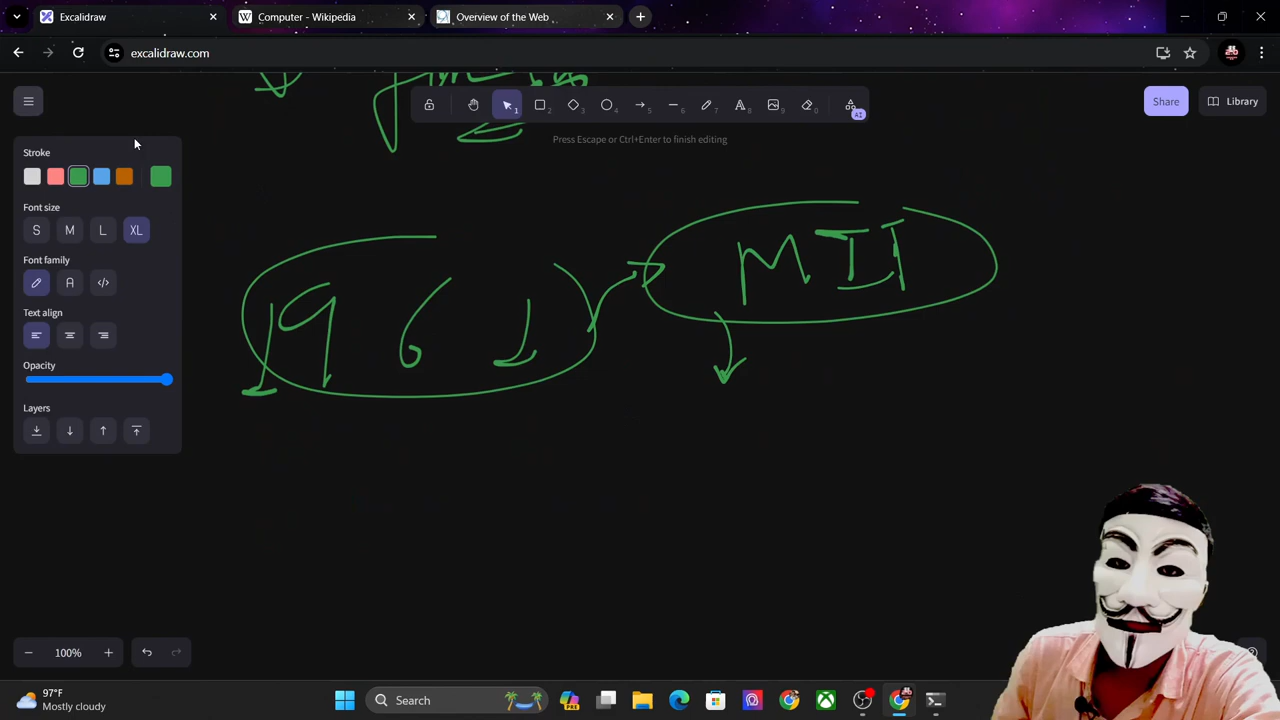 Excalidraw
Computer - Wikipedia
Overview of the Web
excalidraw.com
Share
Library
Press Escape or Ctrl+Enter to finish editing
Stroke
Font size
S M L XL
Font family
Text align
Opacity
Layers
1961
MIT
100%
97°F
Mostly cloudy
Search